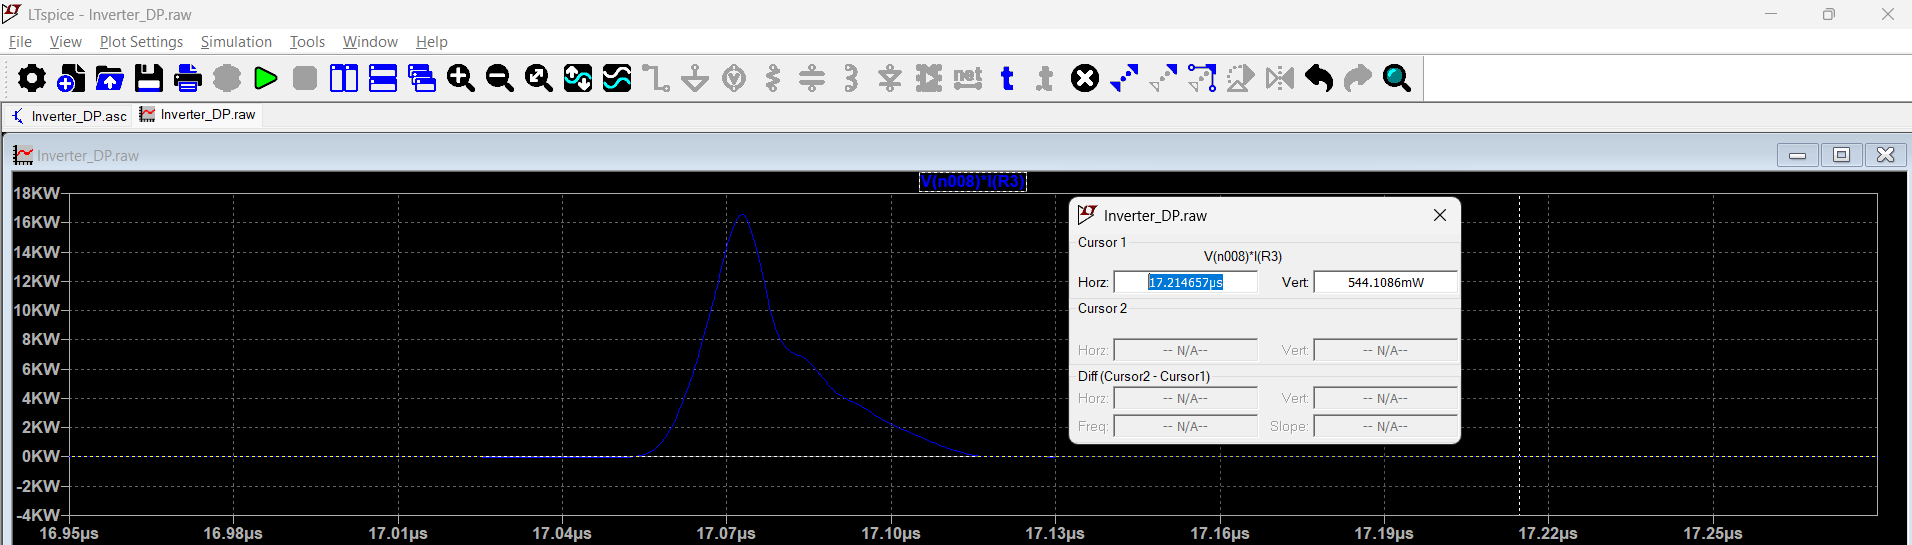 LTspice - Inverter_DP.raw
File View Plot Settings Simulation Tools Window Help
net t t
Inverter_DP.asc Inverter_DP.raw
Inverter_DP.raw
V(n008)*I(R3)
18KW
16KW
14KW
12KW
10KW
8KW
6KW
4KW
2KW
0KW
-2KW
-4KW
16.95µs 16.98µs 17.01µs 17.04µs 17.07µs 17.10µs 17.13µs 17.16µs 17.19µs 17.22µs 17.25µs
Inverter_DP.raw
Cursor 1
V(n008)*I(R3)
Horz: 17.214657µs Vert: 544.1086mW
Cursor 2
Horz: -- N/A-- Vert: -- N/A--
Diff (Cursor2 - Cursor1)
Horz: -- N/A-- Vert: -- N/A--
Freq: -- N/A-- Slope: -- N/A--